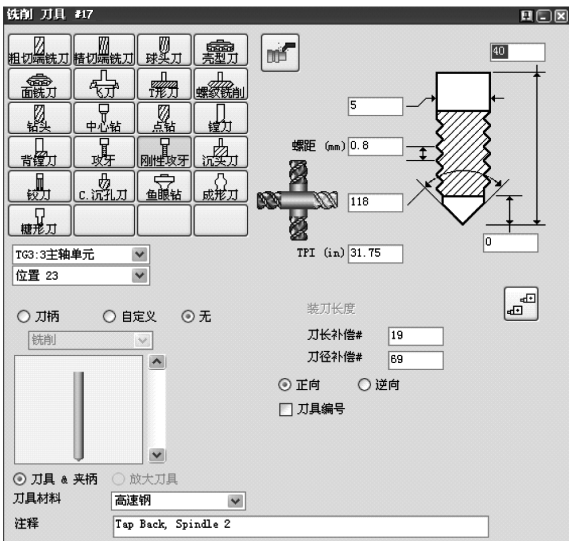 铣削 刀具 #17
粗切端铣刀 精切端铣刀 球头刀 壳型刀
面铣刀 飞刀 T形刀 螺纹铣削
钻头 中心钻 点钻 镗刀
背镗刀 攻牙 刚性攻牙 沉头刀
铰刀 C.沉孔刀 鱼眼钻 成形刀
糖形刀
40
5
螺距 (mm) 0.8
118
TPI (in) 31.75
0
TG3:3主轴单元
位置 23
刀柄 自定义 无
铣削
装刀长度
刀长补偿# 19
刀径补偿# 69
正向 逆向
刀具编号
刀具 & 夹柄 放大刀具
刀具材料 高速钢
注释 Tap Back, Spindle 2